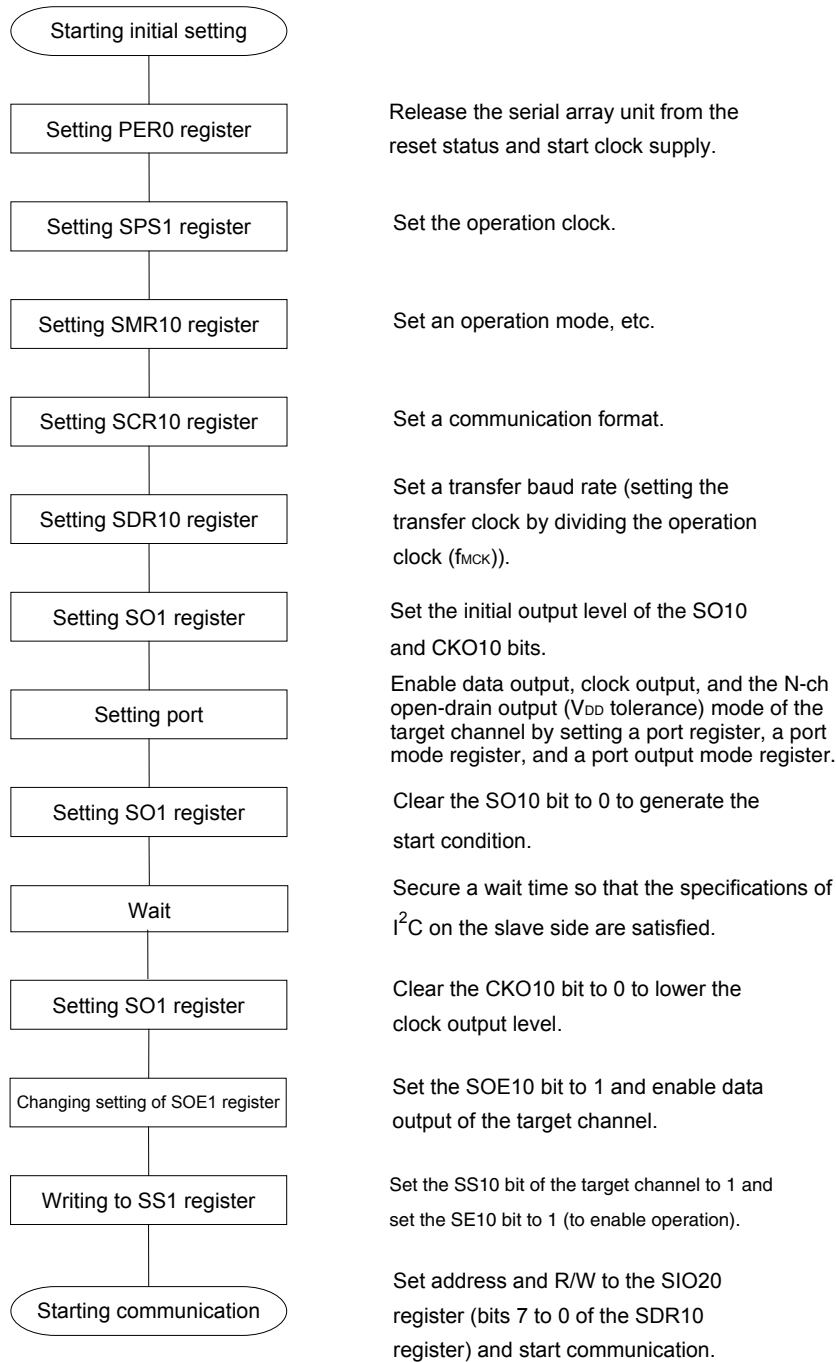 Starting initial setting
Setting PER0 register
Release the serial array unit from the
reset status and start clock supply.
Setting SPS1 register
Set the operation clock.
Setting SMR10 register
Set an operation mode, etc.
Setting SCR10 register
Set a communication format.
Setting SDR10 register
Set a transfer baud rate (setting the
transfer clock by dividing the operation
clock (fMCK)).
Setting SO1 register
Set the initial output level of the SO10
and CKO10 bits.
Setting port
Enable data output, clock output, and the N-ch
open-drain output (VDD tolerance) mode of the
target channel by setting a port register, a port
mode register, and a port output mode register.
Setting SO1 register
Clear the SO10 bit to 0 to generate the
start condition.
Wait
Secure a wait time so that the specifications of
I²C on the slave side are satisfied.
Setting SO1 register
Clear the CKO10 bit to 0 to lower the
clock output level.
Changing setting of SOE1 register
Set the SOE10 bit to 1 and enable data
output of the target channel.
Writing to SS1 register
Set the SS10 bit of the target channel to 1 and
set the SE10 bit to 1 (to enable operation).
Starting communication
Set address and R/W to the SIO20
register (bits 7 to 0 of the SDR10
register) and start communication.